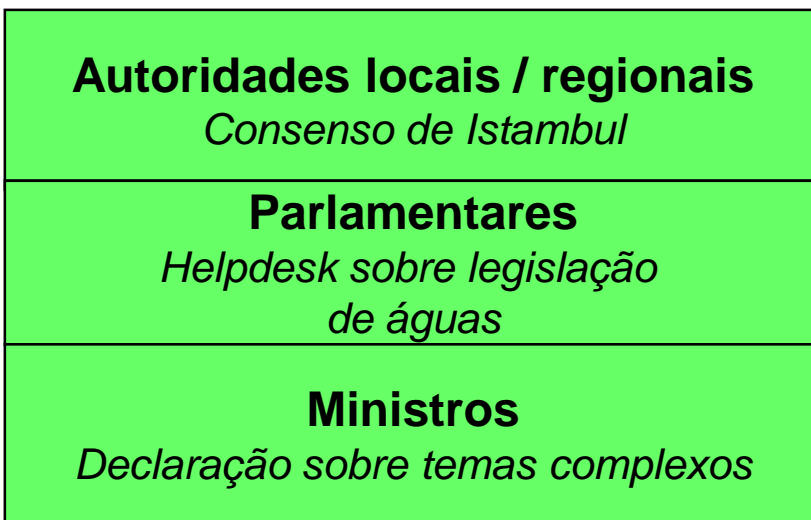 Autoridades locais / regionais
Consenso de Istambul
Parlamentares
Helpdesk sobre legislação
de águas
Ministros
Declaração sobre temas complexos